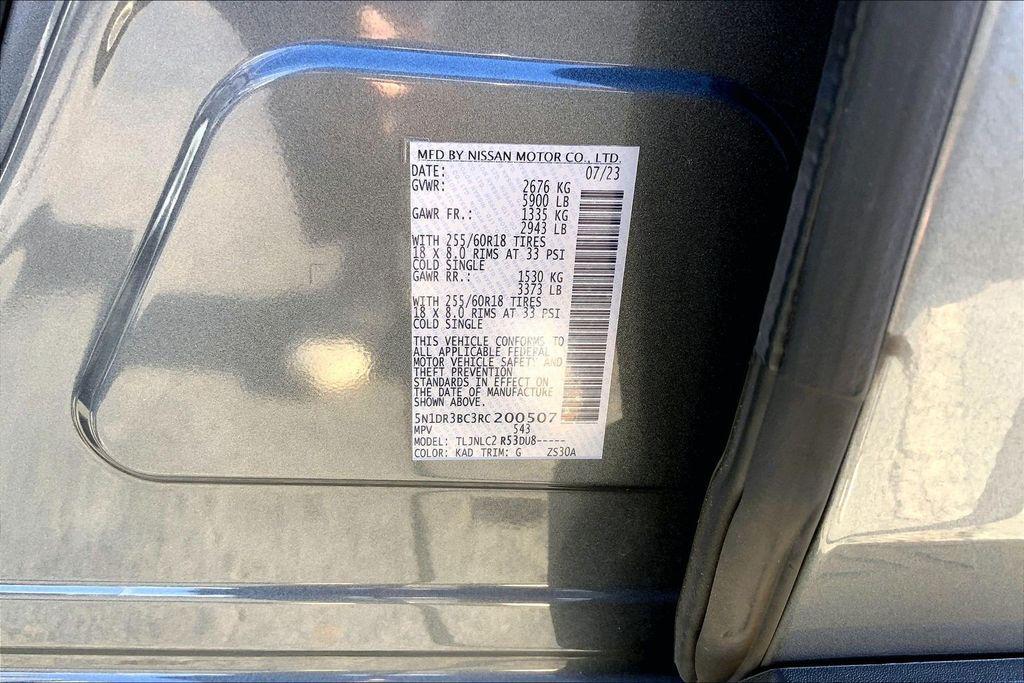 MFD BY NISSAN MOTOR CO., LTD.
DATE: 07/23
GVWR: 2676 KG
5900 LB
GAWR FR.: 1335 KG
2943 LB
WITH 255/60R18 TIRES
18 X 8.0 RIMS AT 33 PSI
COLD SINGLE
GAWR RR.: 1530 KG
3373 LB
WITH 255/60R18 TIRES
18 X 8.0 RIMS AT 33 PSI
COLD SINGLE
THIS VEHICLE CONFORMS TO
ALL APPLICABLE FEDERAL
MOTOR VEHICLE SAFETY AND
THEFT PREVENTION
STANDARDS IN EFFECT ON
THE DATE OF MANUFACTURE
SHOWN ABOVE.
5N1DR3BC3RC200507
MPV 543
MODEL: TLJNLC2 R53DU8-----
COLOR: KAD TRIM: G ZS30A